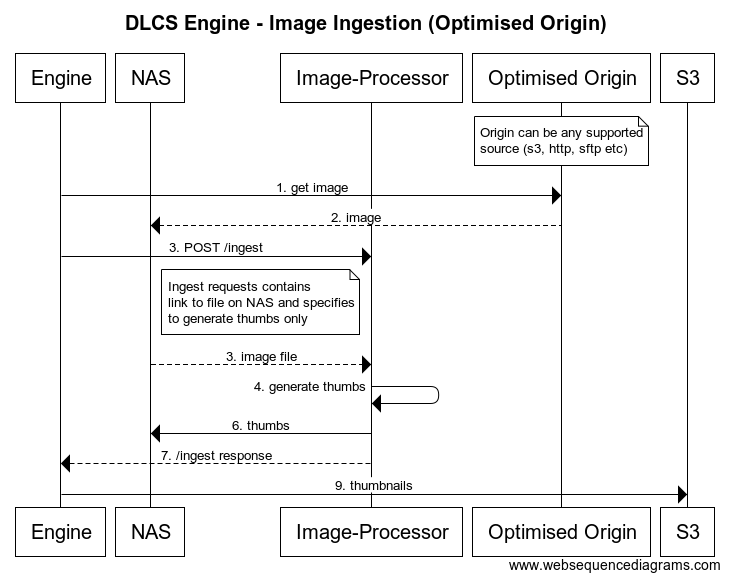 DLCS Engine - Image Ingestion (Optimised Origin)
Engine
NAS
Image-Processor
Optimised Origin
S3
Origin can be any supported
source (s3, http, sftp etc)
1. get image
2. image
3. POST /ingest
Ingest requests contains
link to file on NAS and specifies
to generate thumbs only
3. image file
4. generate thumbs
6. thumbs
7. /ingest response
9. thumbnails
Engine
NAS
Image-Processor
Optimised Origin
S3
www.websequencediagrams.com